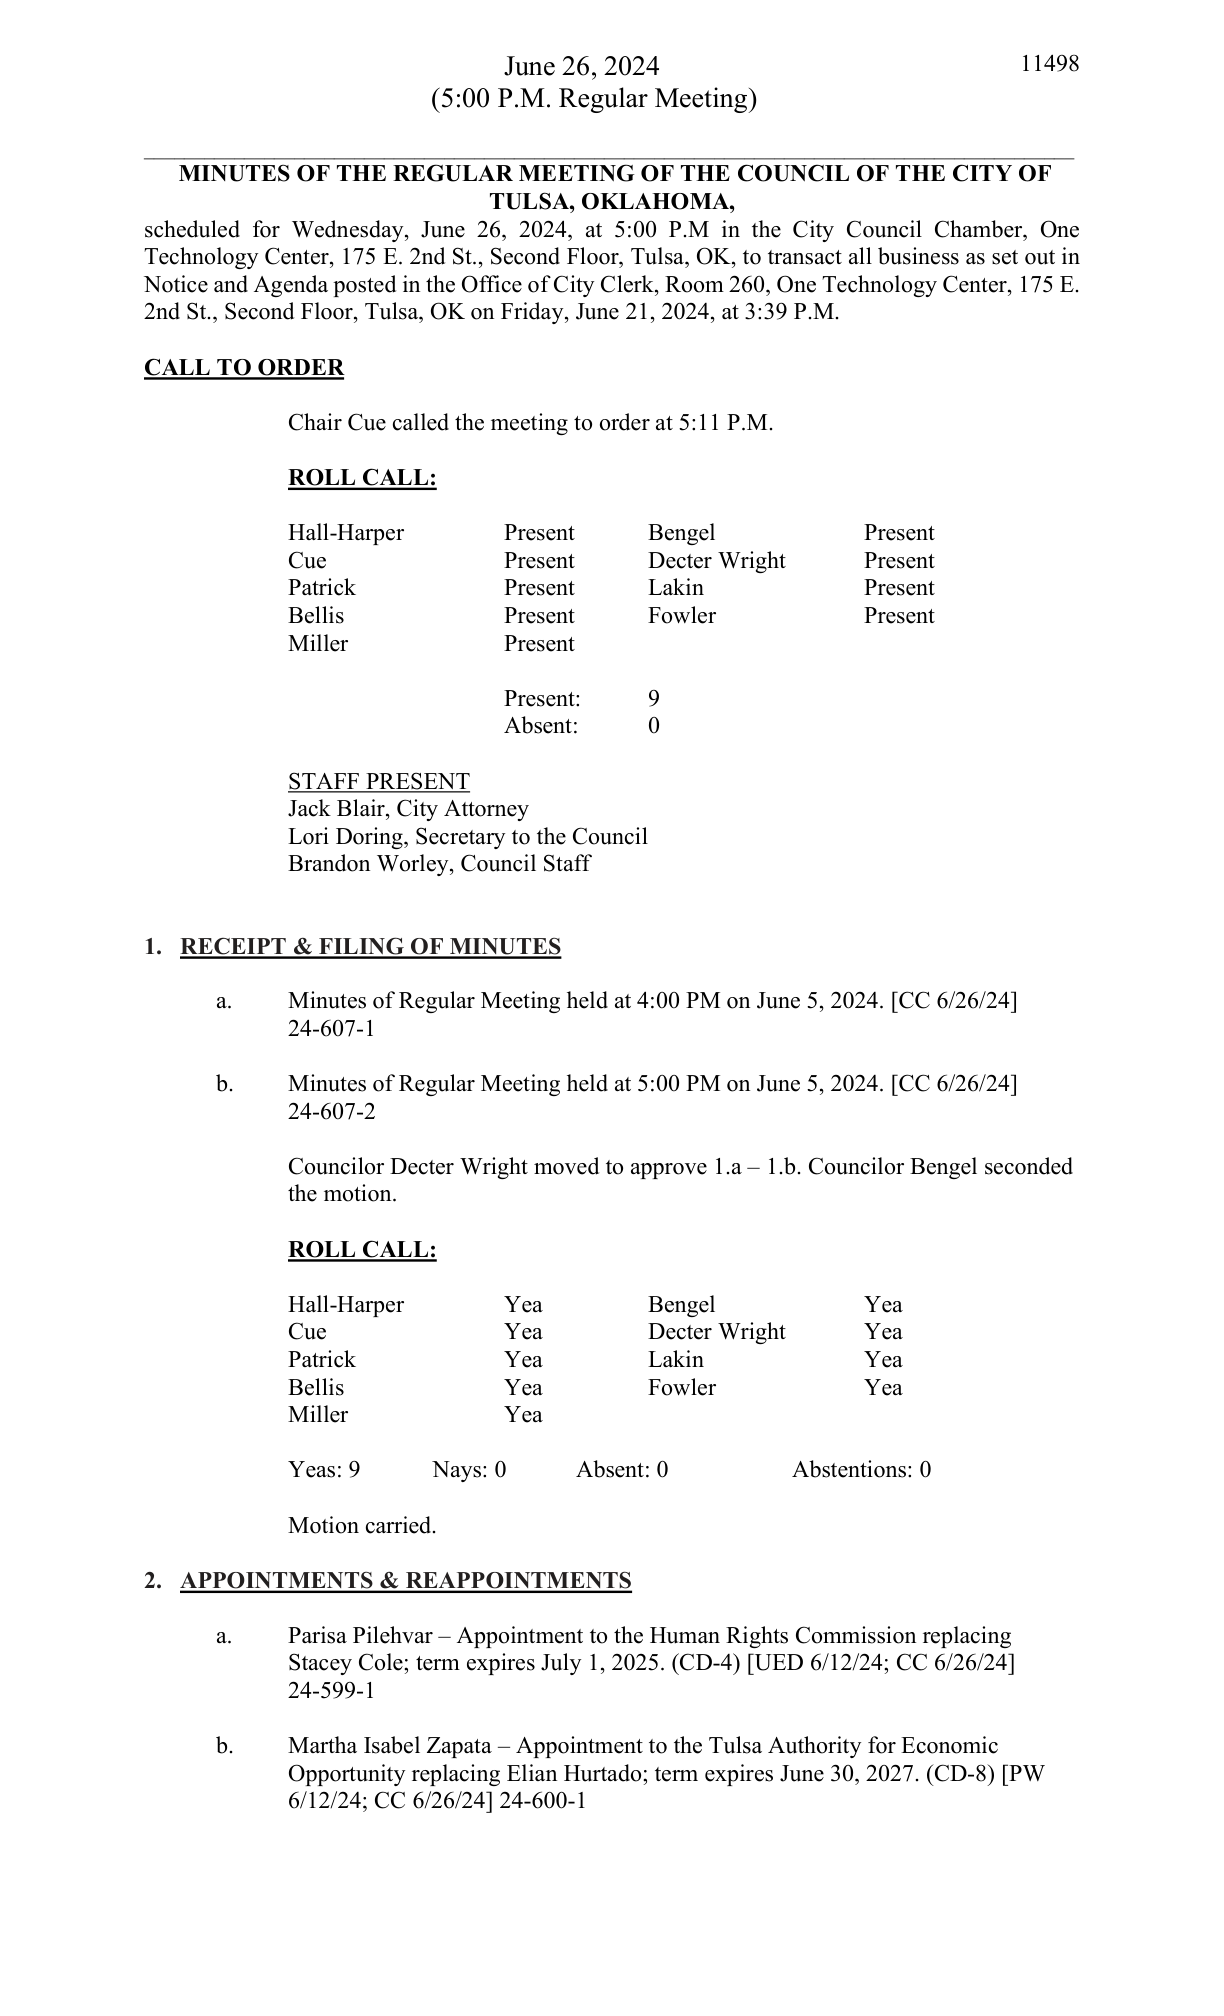 June 26, 2024 11498
(5:00 P.M. Regular Meeting)
MINUTES OF THE REGULAR MEETING OF THE COUNCIL OF THE CITY OF
TULSA, OKLAHOMA,
scheduled for Wednesday, June 26, 2024, at 5:00 P.M in the City Council Chamber, One
Technology Center, 175 E. 2nd St., Second Floor, Tulsa, OK, to transact all business as set out in
Notice and Agenda posted in the Office of City Clerk, Room 260, One Technology Center, 175 E.
2nd St., Second Floor, Tulsa, OK on Friday, June 21, 2024, at 3:39 P.M.
CALL TO ORDER
Chair Cue called the meeting to order at 5:11 P.M.
ROLL CALL:
Hall-Harper Present Bengel Present
Cue Present Decter Wright Present
Patrick Present Lakin Present
Bellis Present Fowler Present
Miller Present
Present: 9
Absent: 0
STAFF PRESENT
Jack Blair, City Attorney
Lori Doring, Secretary to the Council
Brandon Worley, Council Staff
1. RECEIPT & FILING OF MINUTES
a. Minutes of Regular Meeting held at 4:00 PM on June 5, 2024. [CC 6/26/24]
24-607-1
b. Minutes of Regular Meeting held at 5:00 PM on June 5, 2024. [CC 6/26/24]
24-607-2
Councilor Decter Wright moved to approve 1.a – 1.b. Councilor Bengel seconded
the motion.
ROLL CALL:
Hall-Harper Yea Bengel Yea
Cue Yea Decter Wright Yea
Patrick Yea Lakin Yea
Bellis Yea Fowler Yea
Miller Yea
Yeas: 9 Nays: 0 Absent: 0 Abstentions: 0
Motion carried.
2. APPOINTMENTS & REAPPOINTMENTS
a. Parisa Pilehvar – Appointment to the Human Rights Commission replacing
Stacey Cole; term expires July 1, 2025. (CD-4) [UED 6/12/24; CC 6/26/24]
24-599-1
b. Martha Isabel Zapata – Appointment to the Tulsa Authority for Economic
Opportunity replacing Elian Hurtado; term expires June 30, 2027. (CD-8) [PW
6/12/24; CC 6/26/24] 24-600-1